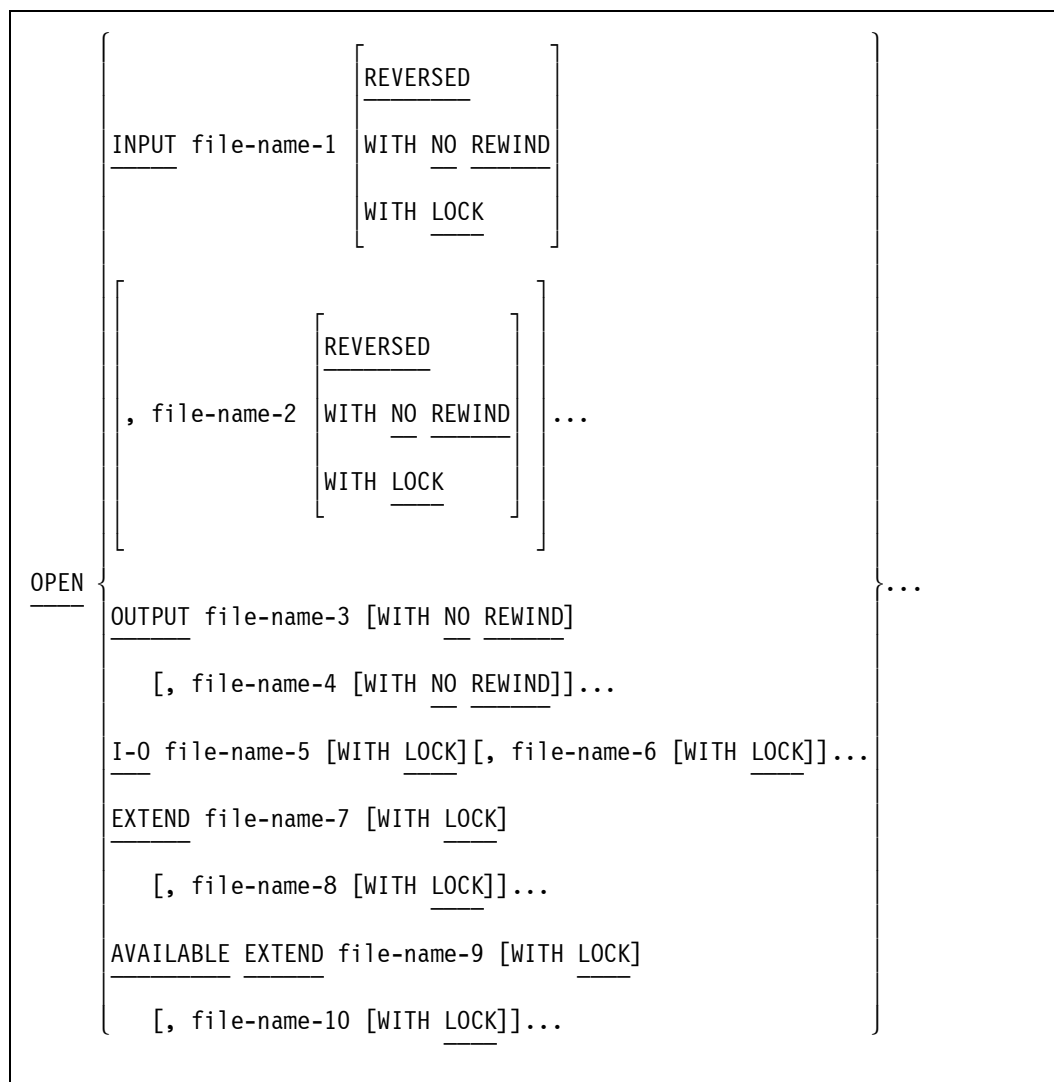 REVERSED
INPUT file-name-1 WITH NO REWIND
WITH LOCK
REVERSED
, file-name-2 WITH NO REWIND ...
WITH LOCK
OPEN ...
OUTPUT file-name-3 [WITH NO REWIND]
[, file-name-4 [WITH NO REWIND]]...
I-O file-name-5 [WITH LOCK][, file-name-6 [WITH LOCK]]...
EXTEND file-name-7 [WITH LOCK]
[, file-name-8 [WITH LOCK]]...
AVAILABLE EXTEND file-name-9 [WITH LOCK]
[, file-name-10 [WITH LOCK]]...